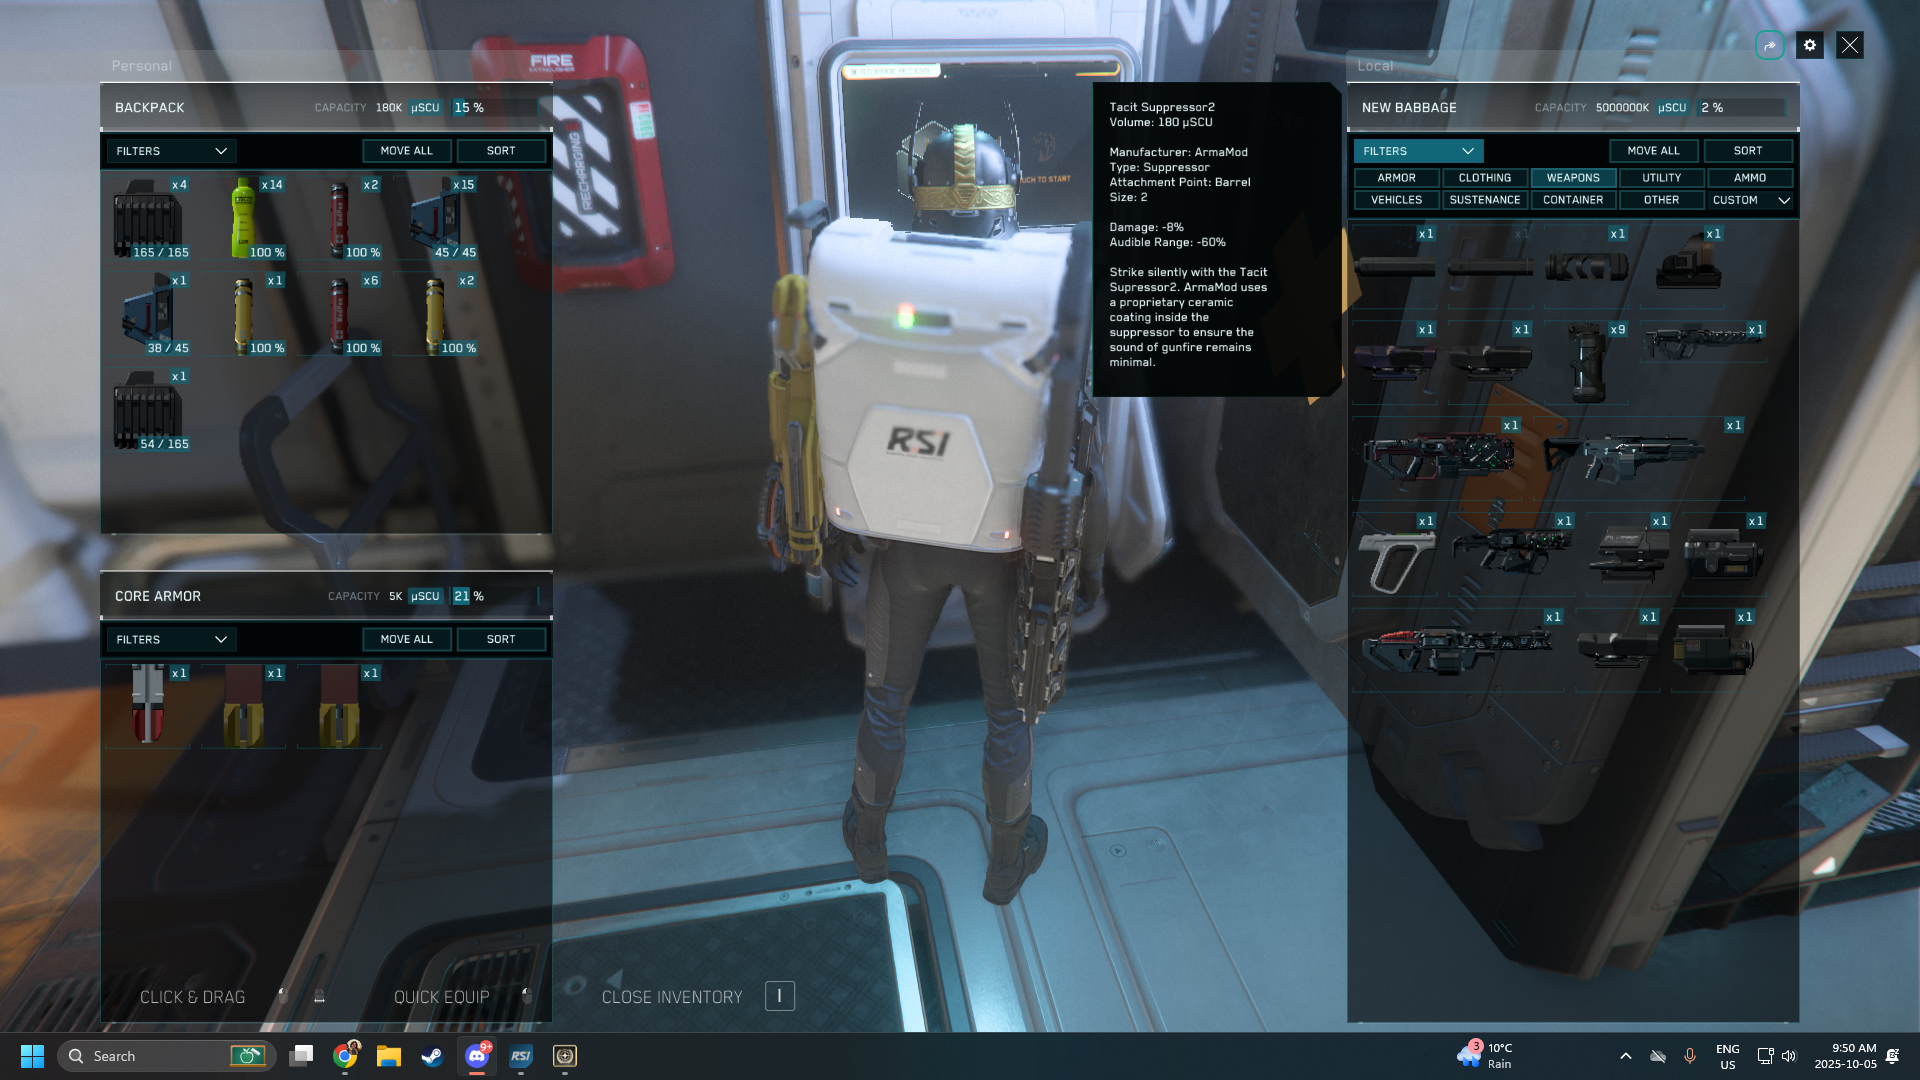 Personal
BACKPACK
CAPACITY 180K µSCU 15 %
FILTERS
MOVE ALL
SORT
x4
165 / 165
x14
100 %
x2
100 %
x15
45 / 45
x1
38 / 45
x1
100 %
x6
100 %
x2
100 %
x1
54 / 165
CORE ARMOR
CAPACITY 5K µSCU 21 %
FILTERS
MOVE ALL
SORT
x1
x1
x1
CLICK & DRAG
QUICK EQUIP
CLOSE INVENTORY
I
FIRE
EXTINGUISHER
RECHARGING
RSI
Tacit Suppressor2
Volume: 180 µSCU
Manufacturer: ArmaMod
Type: Suppressor
Attachment Point: Barrel
Size: 2
Damage: -8%
Audible Range: -60%
Strike silently with the Tacit
Supressor2. ArmaMod uses
a proprietary ceramic
coating inside the
suppressor to ensure the
sound of gunfire remains
minimal.
Local
NEW BABBAGE
CAPACITY 5000000K µSCU 2 %
FILTERS
MOVE ALL
SORT
ARMOR
CLOTHING
WEAPONS
UTILITY
AMMO
VEHICLES
SUSTENANCE
CONTAINER
OTHER
CUSTOM
x1
x1
x1
x1
x1
x1
x9
x1
x1
x1
x1
x1
x1
x1
x1
x1
x1
Search
9+
RSI
3
10°C
Rain
ENG
US
9:50 AM
2025-10-05